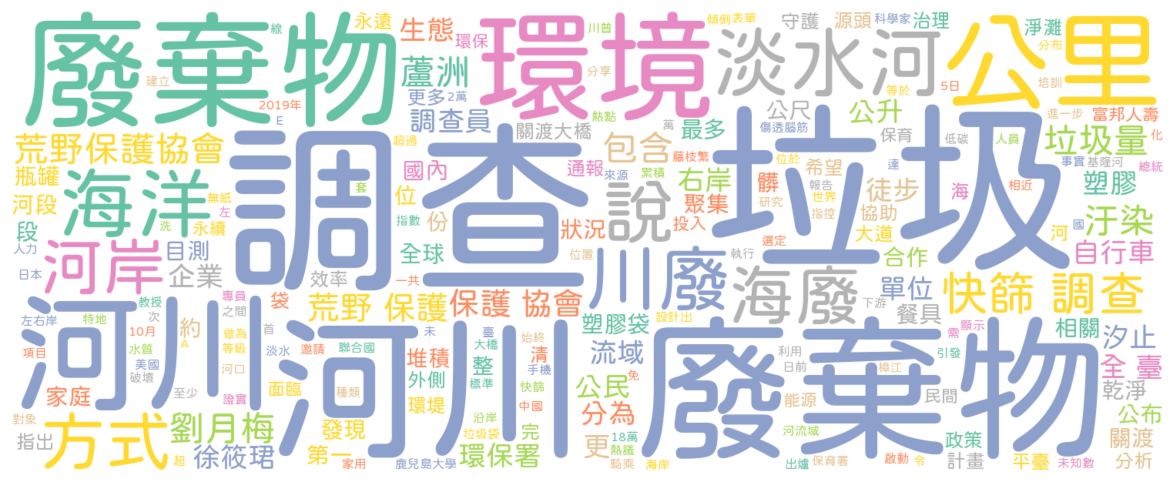 廢棄物
環境
淡水河
公里
永遠
生態
環保
川普
分享
傾倒表單
守護
源頭
科學家
治理
淨灘
分布
線
建立
2019年
E
蘆洲
更多
2萬
調查員
關渡大橋
熱點
萬
傷透腦筋
最多
公尺
公升
保育
等於
5日
培訓
進一步
富邦人壽
化
低碳
人員
垃圾量
事實
基隆河
總統
荒野保護協會
瓶罐
超過
調查
垃圾
國內
通報
包含
藤枝繁
累積
來源
位於
希望
達
報告
世界
右岸
髒
徒步
塑膠
相近
海洋
無紙
左
套
位
指數
份
狀況
說
聚集
投入
研究
指控
協助
海
大道
河
國
汙染
河段
洗
永續
段
人力
日本
河岸
目測
企業
效率
全球
一共
位置
執行
選定
合作
自行車
川廢
海廢
下游
單位
快篩 調查
餐具
左右岸
教授
特地
次
專員
之間
袋
荒野 保護
保護 協會
設計出
塑膠袋
河川
河川 廢棄物
10月
水質
A
約
做為
等級
首
未
臺
大橋
始終
項目
美國
破壞
河口
淡水
邀請
聯合國
堆積
整
標準
清
手機
流域
引發
需
顯示
相關
汐止
利用
日前
樟江
全 臺
家庭
至少
證實
面臨
種類
外側
快篩
免
公民
能源
民間
乾淨
對象
指出
方式
超
劉月梅
徐筱珺
發現
第一
家用
環堤
沿岸
垃圾袋
中國
完
分為
更
18萬
熱議
騎乘
海岸
河流域
鹿兒島大學
環保署
出爐
保育署
啟動
令
政策
計畫
平臺
公布
關渡
未知數
分析